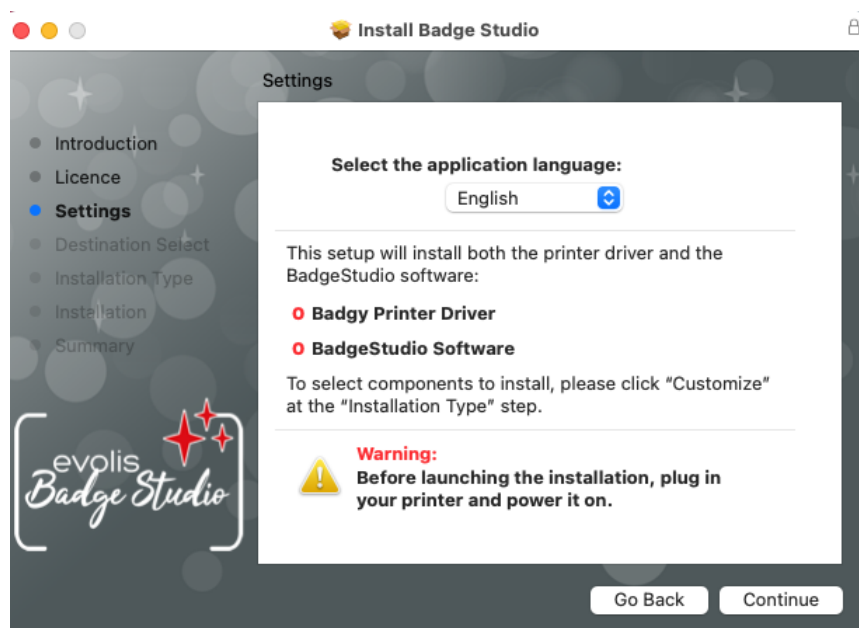 Install Badge Studio
Settings
Introduction
Licence
Settings
Destination Select
Installation Type
Installation
Summary
evolis
Badge Studio
Select the application language:
English
This setup will install both the printer driver and the
BadgeStudio software:
o Badgy Printer Driver
o BadgeStudio Software
To select components to install, please click “Customize”
at the “Installation Type” step.
Warning:
Before launching the installation, plug in
your printer and power it on.
Go Back
Continue